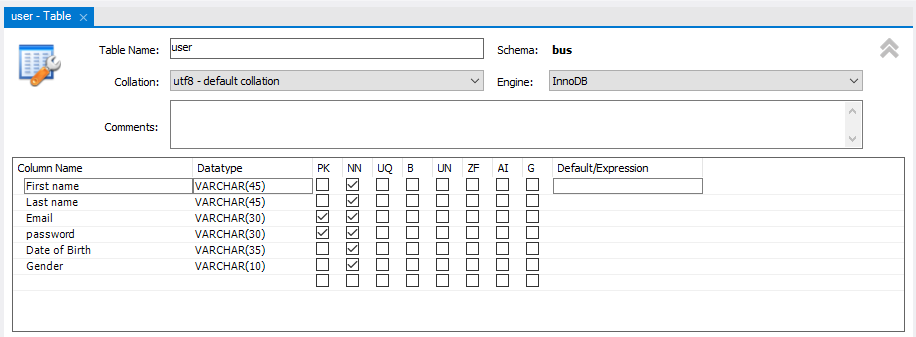 user - Table ×
Table Name: user Schema: bus
Collation: utf8 - default collation Engine: InnoDB
Comments:
Column Name Datatype PK NN UQ B UN ZF AI G Default/Expression
First name VARCHAR(45)
Last name VARCHAR(45)
Email VARCHAR(30)
password VARCHAR(30)
Date of Birth VARCHAR(35)
Gender VARCHAR(10)